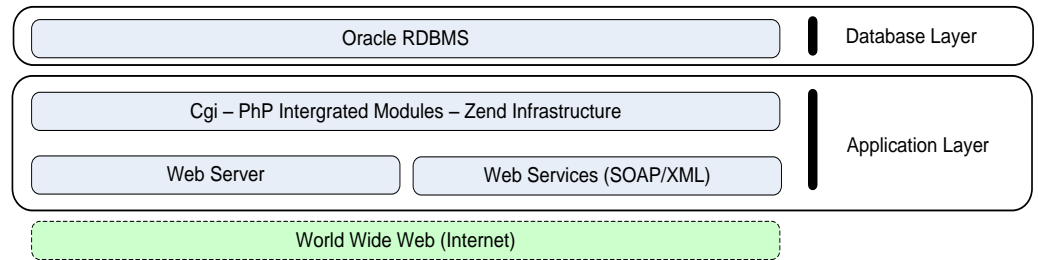 Oracle RDBMS
Database Layer
Cgi – PhP Intergrated Modules – Zend Infrastructure
Application Layer
Web Server
Web Services (SOAP/XML)
World Wide Web (Internet)